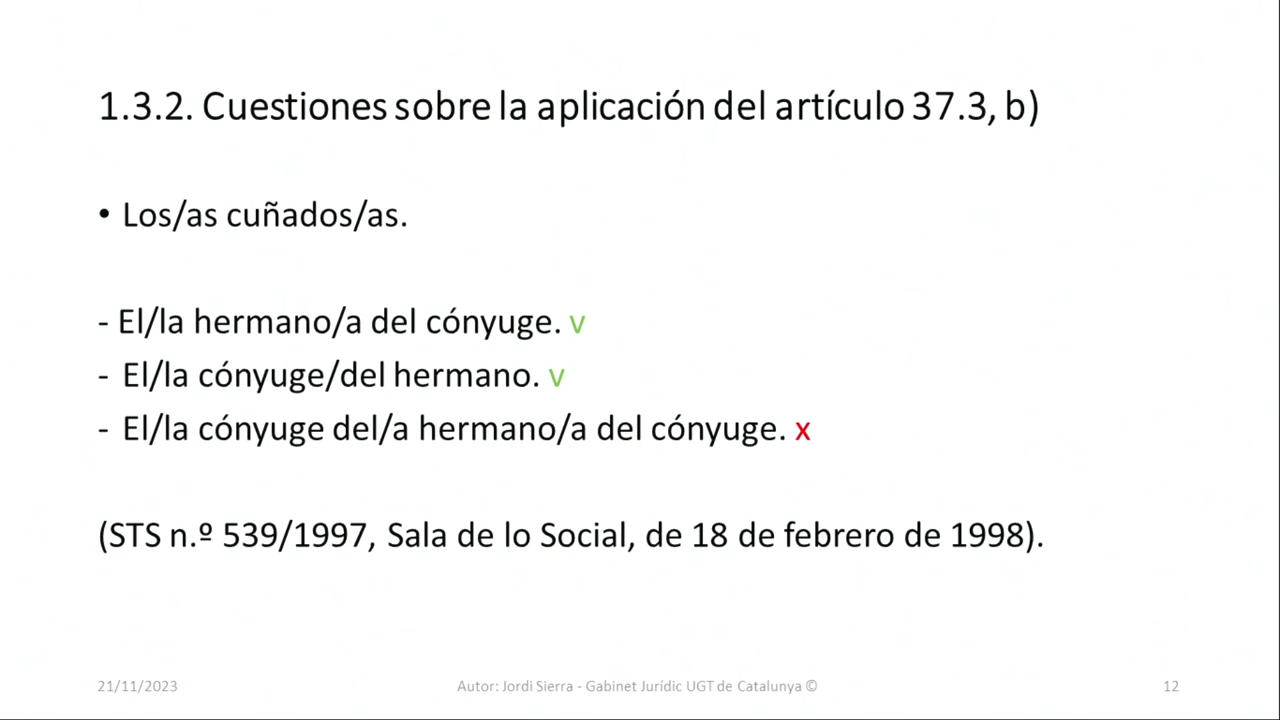 1.3.2. Cuestiones sobre la aplicación del artículo 37.3, b)
• Los/as cuñados/as.
- El/la hermano/a del cónyuge. v
- El/la cónyuge/del hermano. v
- El/la cónyuge del/a hermano/a del cónyuge. x
(STS n.º 539/1997, Sala de lo Social, de 18 de febrero de 1998).
21/11/2023 Autor: Jordi Sierra - Gabinet Jurídic UGT de Catalunya © 12